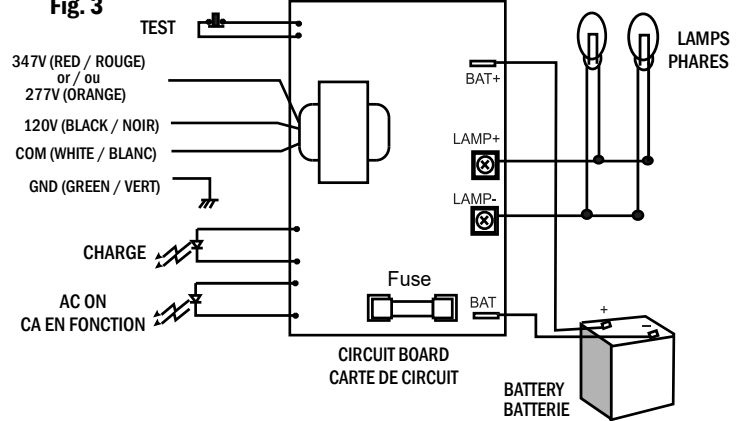 Fig. 3
TEST
347V (RED / ROUGE)
or / ou
277V (ORANGE)
120V (BLACK / NOIR)
COM (WHITE / BLANC)
GND (GREEN / VERT)
CHARGE
AC ON
CA EN FONCTION
BAT+
LAMP+
LAMP-
Fuse
BAT
CIRCUIT BOARD
CARTE DE CIRCUIT
LAMPS
PHARES
+
–
BATTERY
BATTERIE